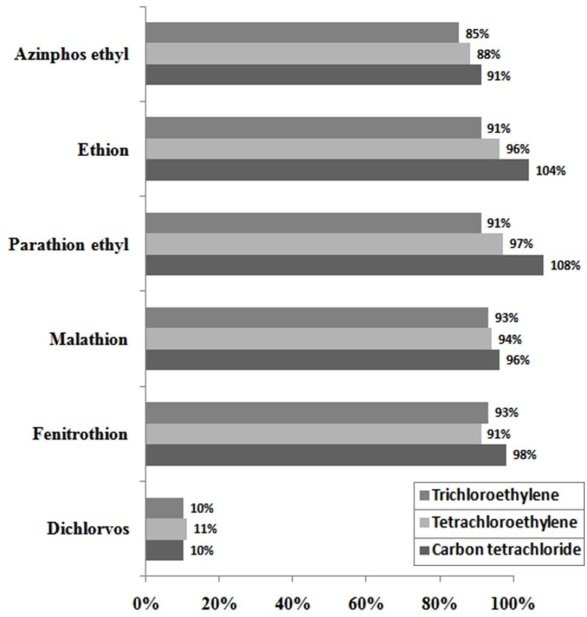 Azinphos ethyl
85%
88%
91%
Ethion
91%
96%
104%
Parathion ethyl
91%
97%
108%
Malathion
93%
94%
96%
Fenitrothion
93%
91%
98%
Dichlorvos
10%
11%
10%
Trichloroethylene
Tetrachloroethylene
Carbon tetrachloride
0% 20% 40% 60% 80% 100%